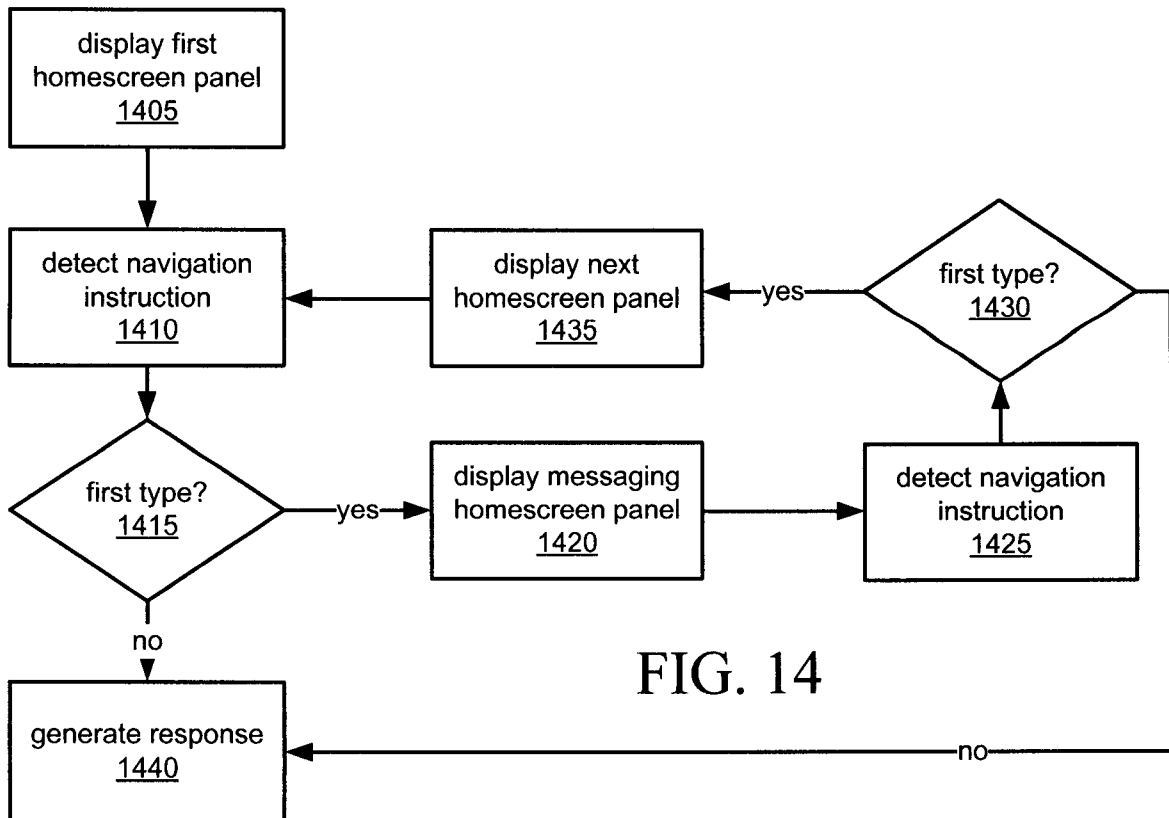 display first
homescreen panel
1405
detect navigation
instruction
1410
display next
homescreen panel
1435
yes
first type?
1430
first type?
1415
yes
display messaging
homescreen panel
1420
detect navigation
instruction
1425
no
FIG. 14
generate response
1440
no